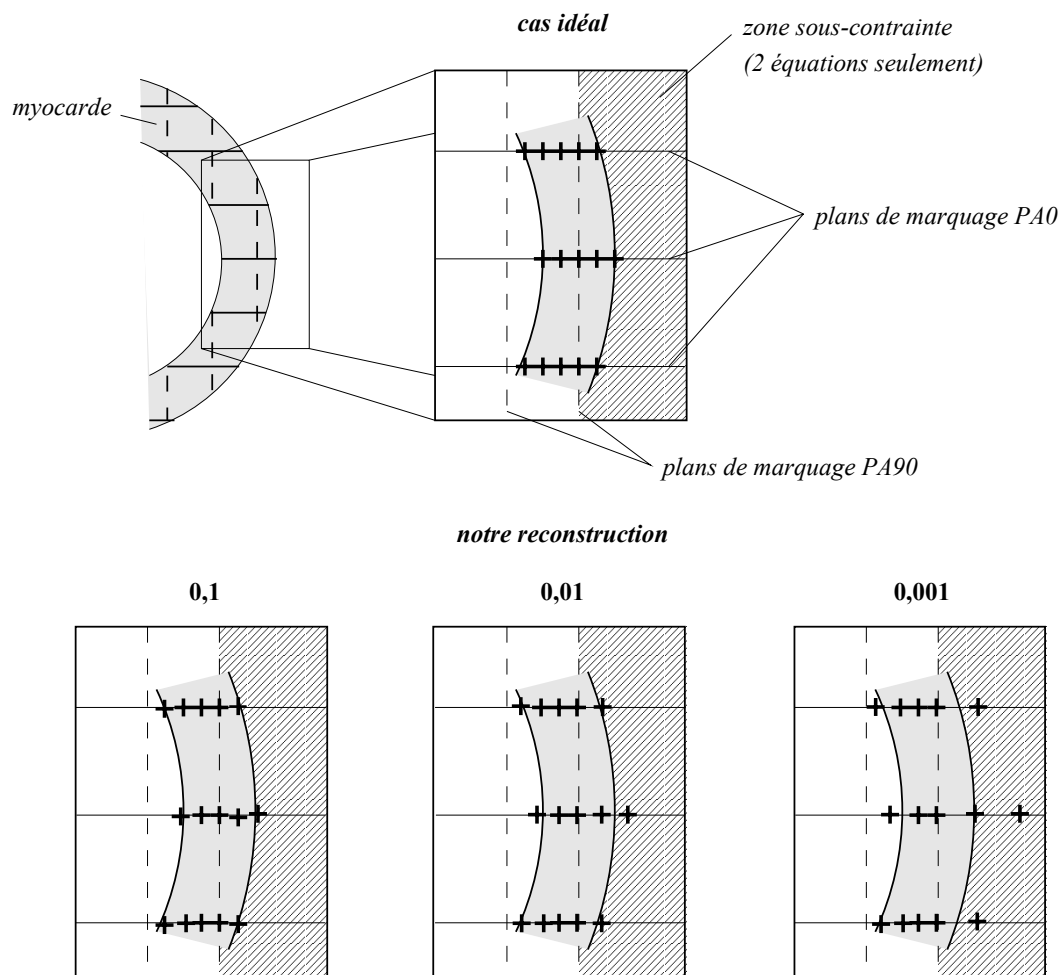 cas idéal
zone sous-contrainte
(2 équations seulement)
myocarde
plans de marquage PA0
plans de marquage PA90
notre reconstruction
0,1
0,01
0,001